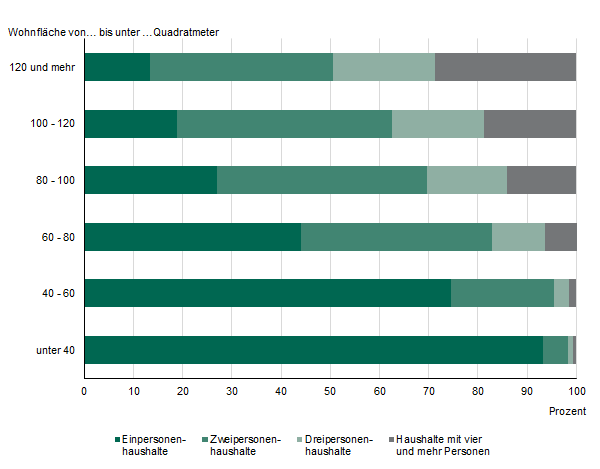 Wohnfläche von... bis unter ...Quadratmeter
120 und mehr
100 - 120
80 - 100
60 - 80
40 - 60
unter 40
0 10 20 30 40 50 60 70 80 90 100
Prozent
Einpersonen- Zweipersonen- Dreipersonen- Haushalte mit vier
haushalte haushalte haushalte und mehr Personen